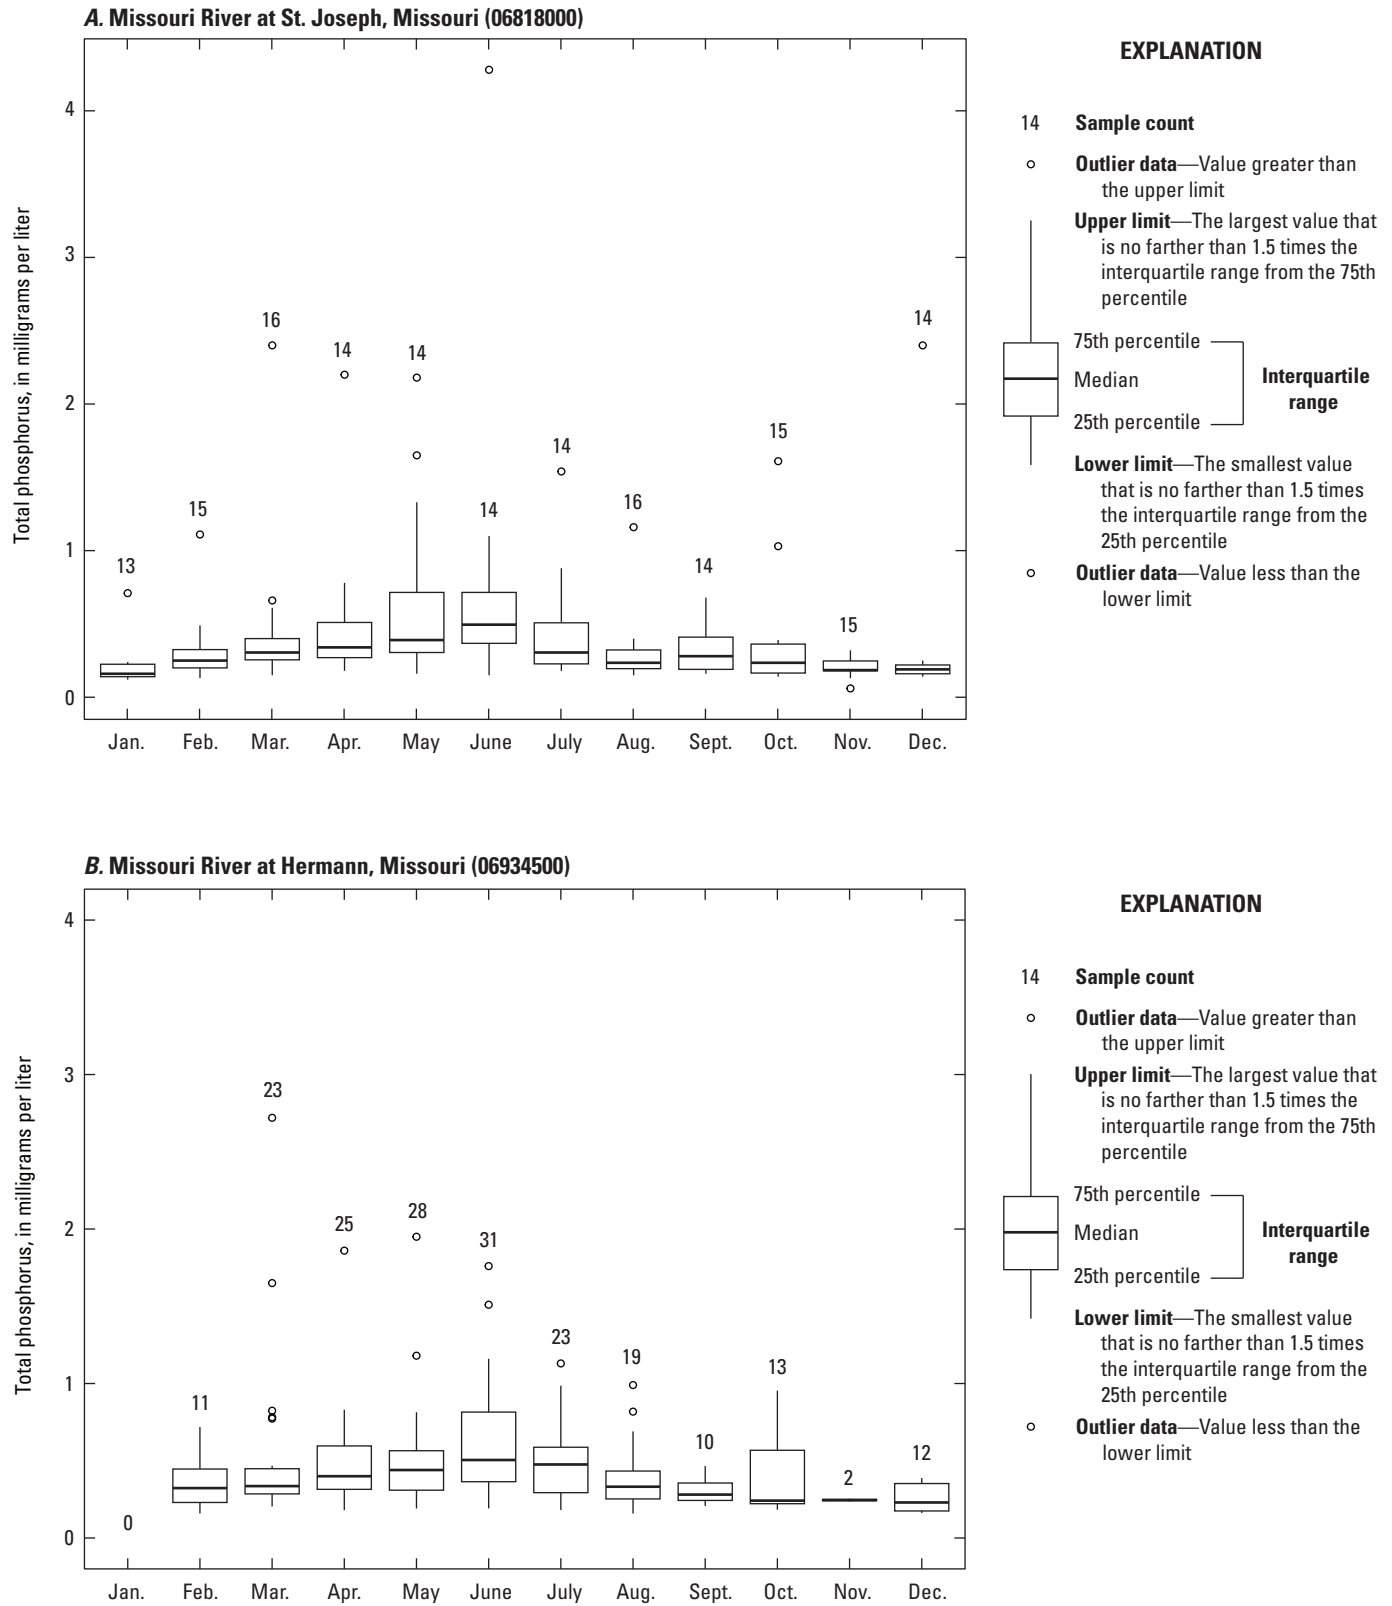 A. Missouri River at St. Joseph, Missouri (06818000)
Total phosphorus, in milligrams per liter
4
3
2
1
0
13
15
16
14
14
14
14
16
14
15
15
14
Jan.
Feb.
Mar.
Apr.
May
June
July
Aug.
Sept.
Oct.
Nov.
Dec.
EXPLANATION
14 Sample count
Outlier data—Value greater than
the upper limit
Upper limit—The largest value that
is no farther than 1.5 times the
interquartile range from the 75th
percentile
75th percentile
Median
25th percentile
Interquartile
range
Lower limit—The smallest value
that is no farther than 1.5 times
the interquartile range from the
25th percentile
Outlier data—Value less than the
lower limit
B. Missouri River at Hermann, Missouri (06934500)
Total phosphorus, in milligrams per liter
4
3
2
1
0
0
11
23
25
28
31
23
19
10
13
2
12
Jan.
Feb.
Mar.
Apr.
May
June
July
Aug.
Sept.
Oct.
Nov.
Dec.
EXPLANATION
14 Sample count
Outlier data—Value greater than
the upper limit
Upper limit—The largest value that
is no farther than 1.5 times the
interquartile range from the 75th
percentile
75th percentile
Median
25th percentile
Interquartile
range
Lower limit—The smallest value
that is no farther than 1.5 times
the interquartile range from the
25th percentile
Outlier data—Value less than the
lower limit